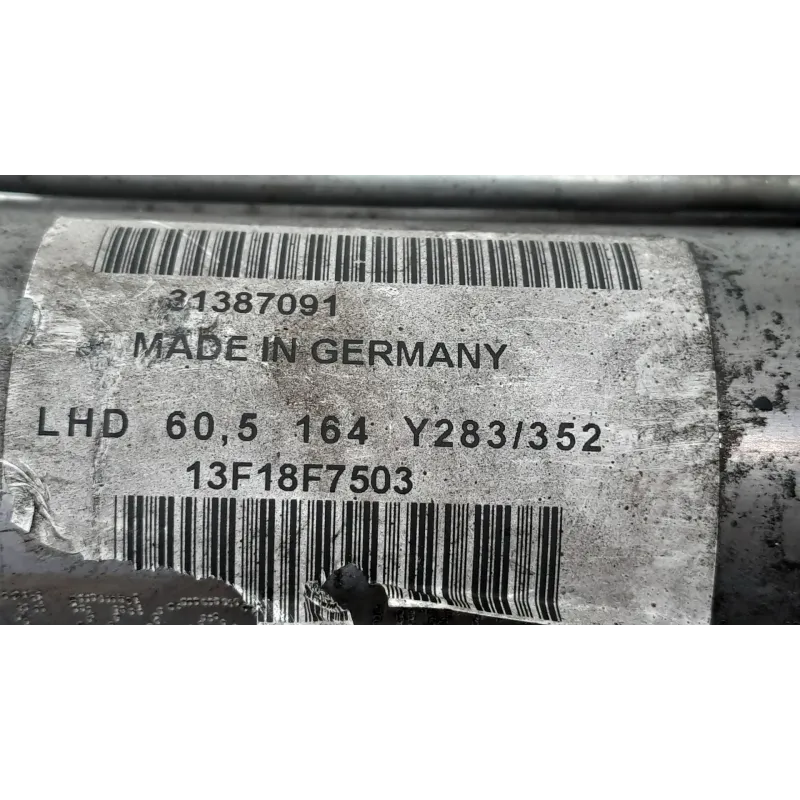 31387091
MADE IN GERMANY
LHD 60,5 164 Y283/352
13F18F7503